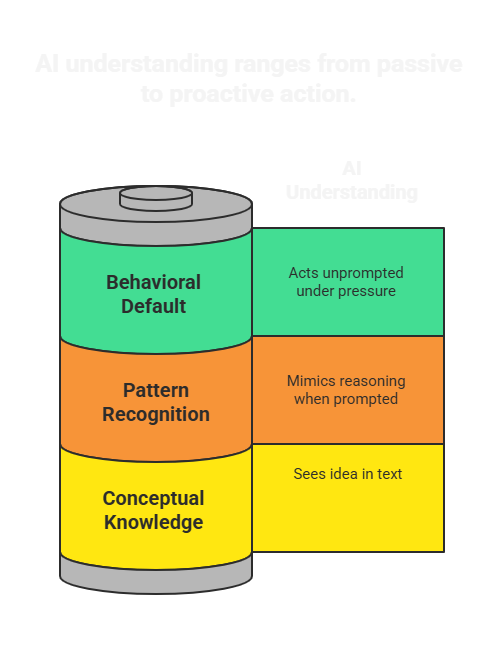 AI understanding ranges from passive
to proactive action.
AI
Understanding
Behavioral
Default
Acts unprompted
under pressure
Pattern
Recognition
Mimics reasoning
when prompted
Conceptual
Knowledge
Sees idea in text